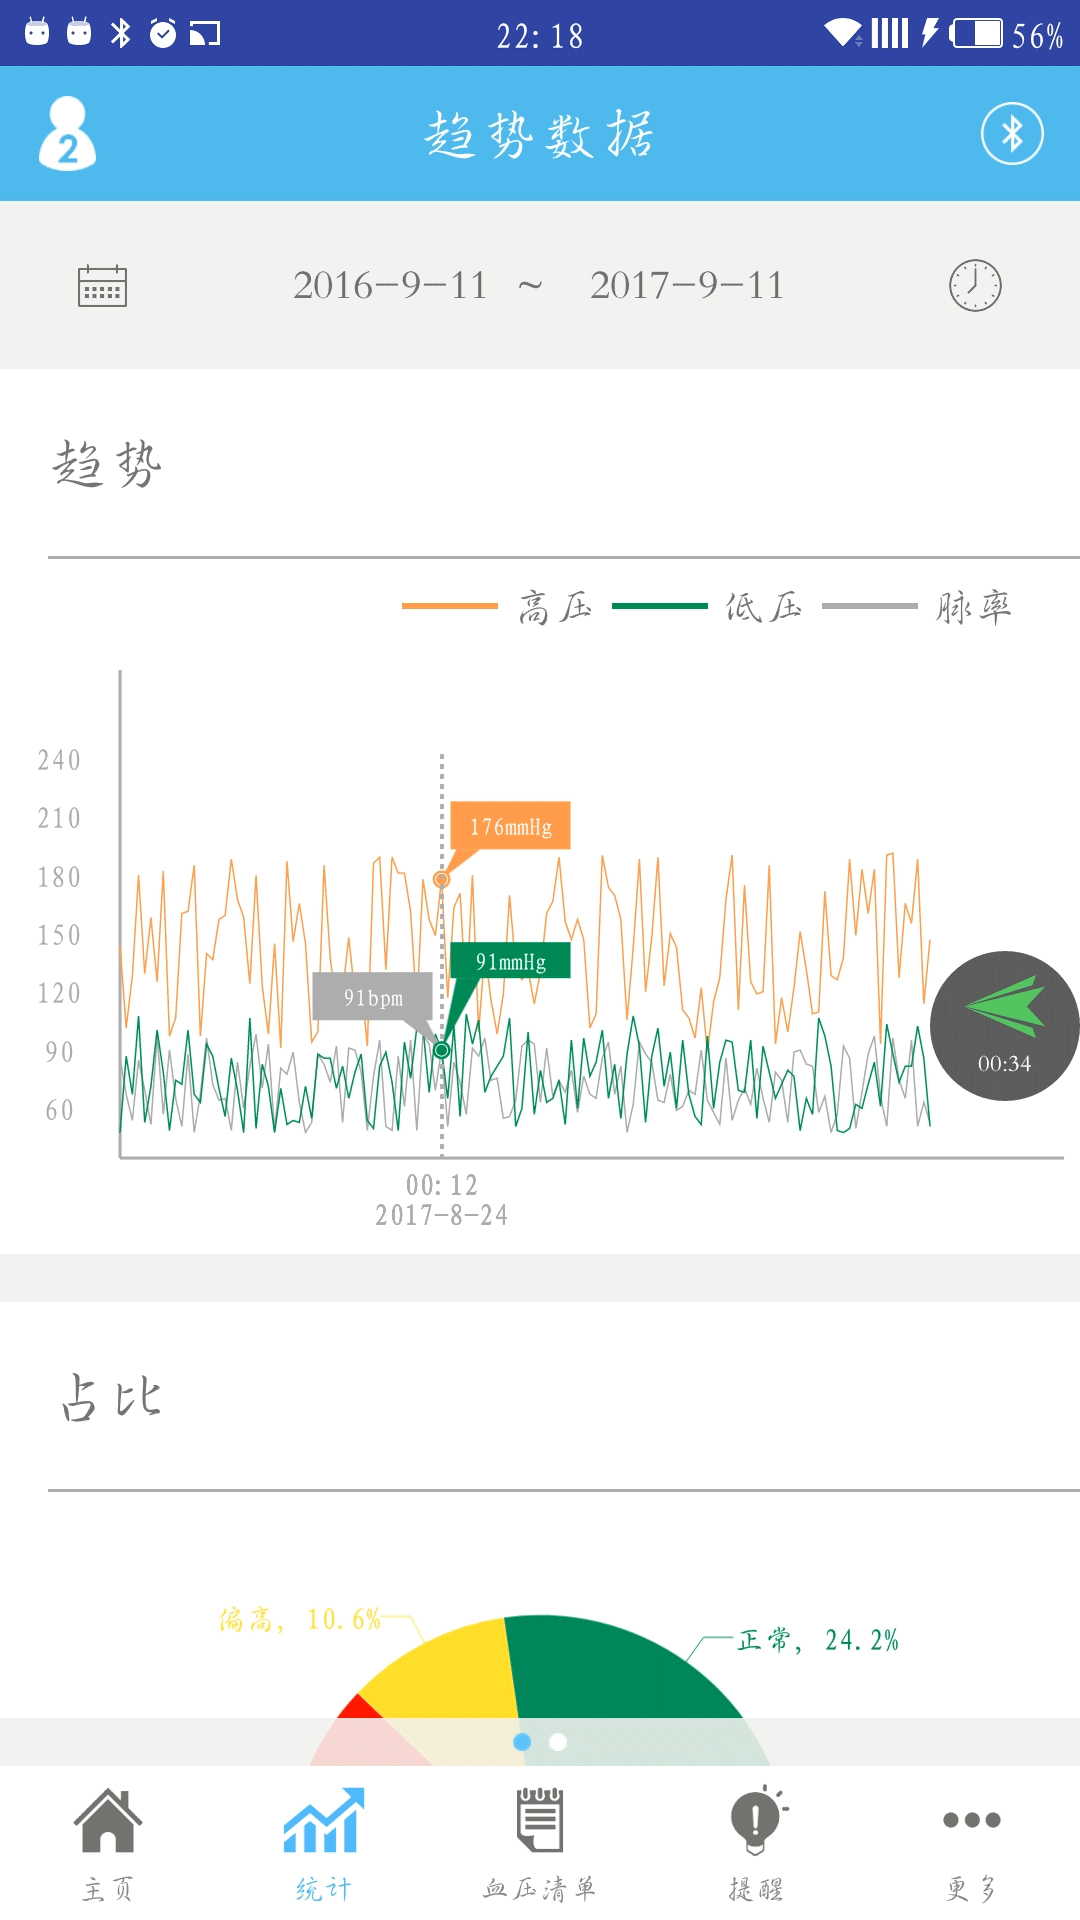 22:18 56%
2 趋势数据
2016-9-11 ~ 2017-9-11
趋势
高压 低压 脉率
240
210
180
150
120
90
60
176mmHg
91mmHg
91bpm
00:34
00:12
2017-8-24
占比
偏高, 10.6%
正常, 24.2%
主页 统计 血压清单 提醒 更多